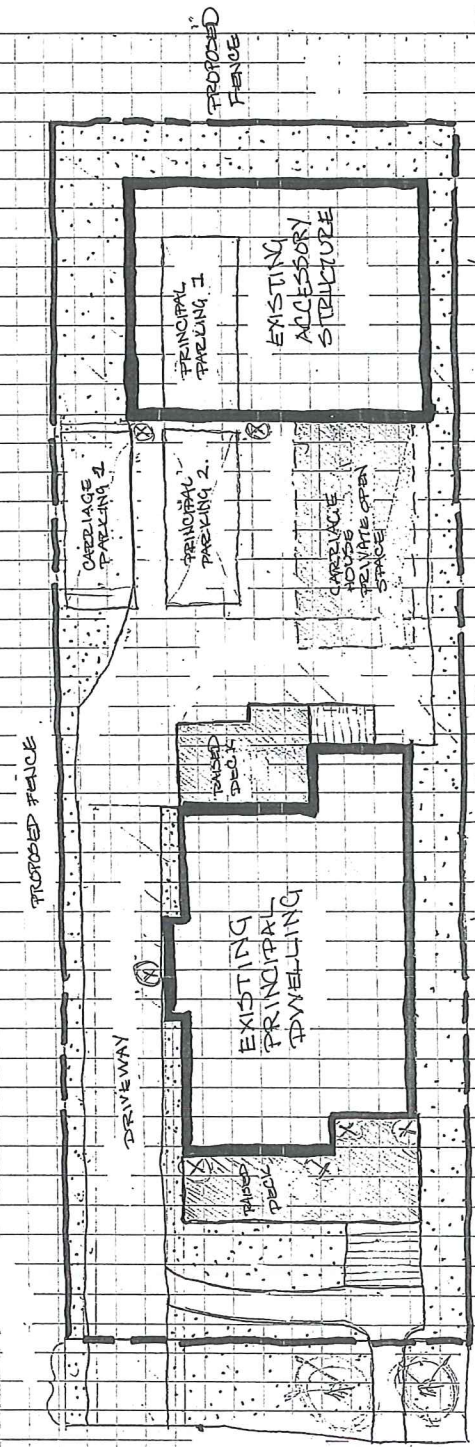 PROPOSED
FENCE
PROPOSED FENCE
CARRIAGE
PARKING 1
PRINCIPAL
PARKING 1
PRINCIPAL
PARKING 2
EXISTING
ACCESSORY
STRUCTURE
CARRIAGE
HOUSE
PRIVATE OPEN
SPACE
RAISED
DECK
DRIVEWAY
EXISTING
PRINCIPAL
DWELLING
RAISED
DECK